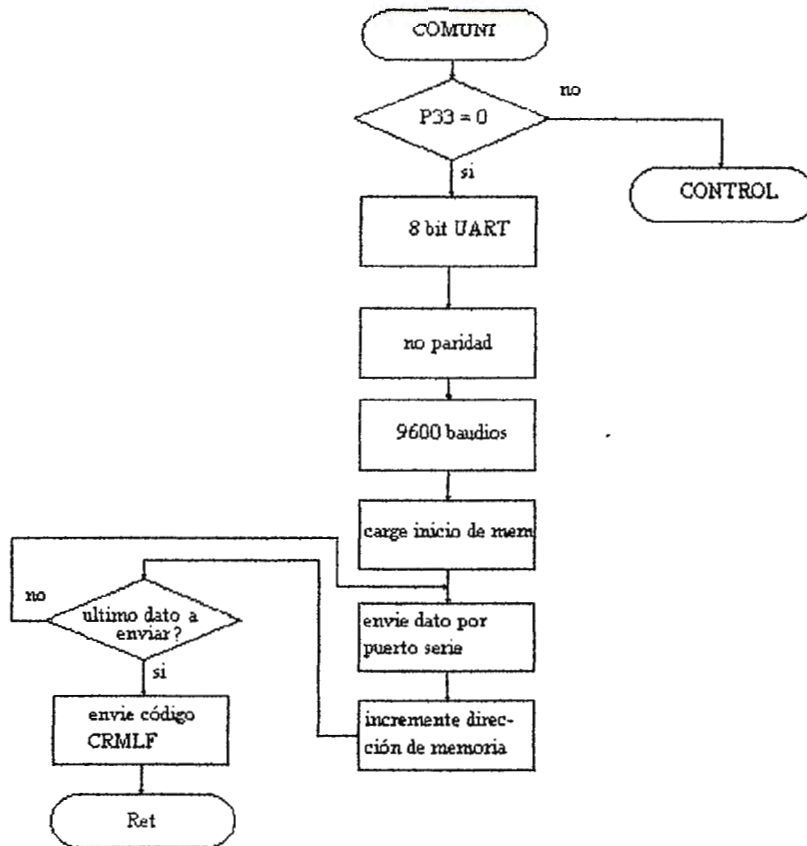 COMUNI
P33 = 0
no
CONTROL
si
8 bit UART
no paridad
9600 baudios
carge inicio de mem
envie dato por
puerto serie
incremente direc-
ción de memoria
no
ultimo dato a
enviar?
si
envie código
CRMLF
Ret